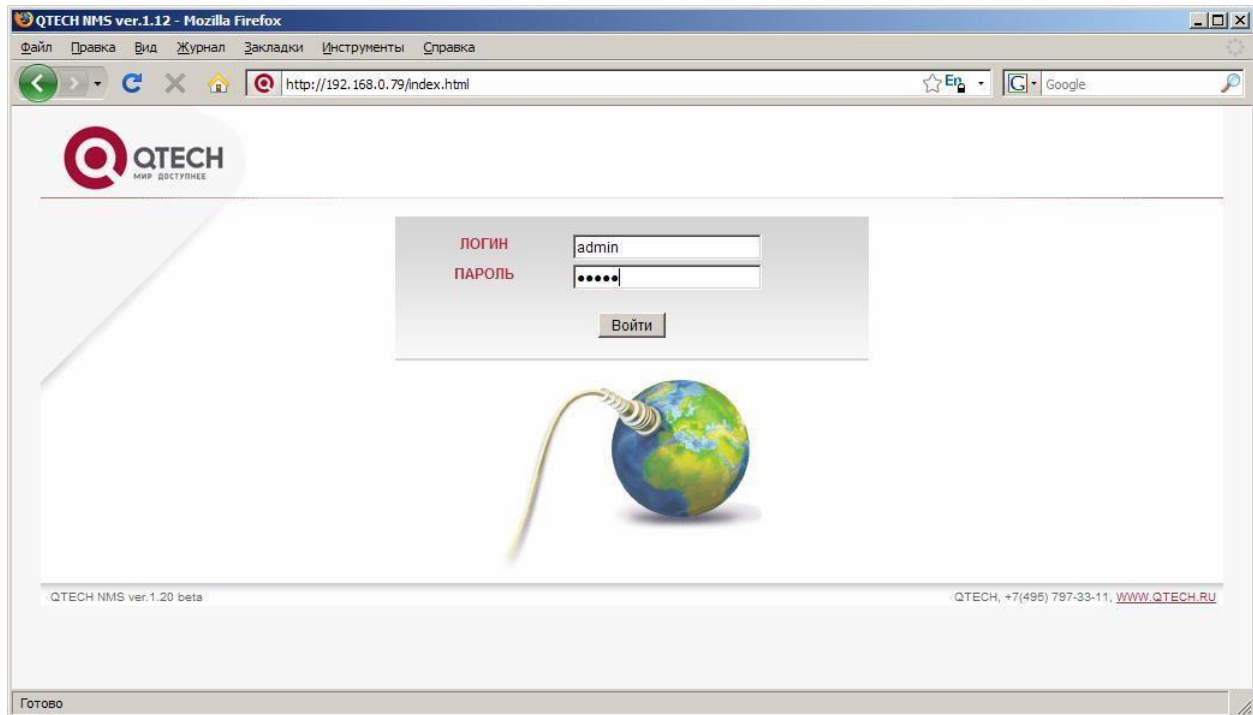 QTECH NMS ver.1.12 - Mozilla Firefox
Файл Правка Вид Журнал Закладки Инструменты Справка
http://192.168.0.79/index.html En G Google
QTECH
МИР ДОСТУПНЕЕ
ЛОГИН admin
ПАРОЛЬ •••••
Войти
QTECH NMS ver.1.20 beta QTECH, +7(495) 797-33-11, WWW.QTECH.RU
Готово